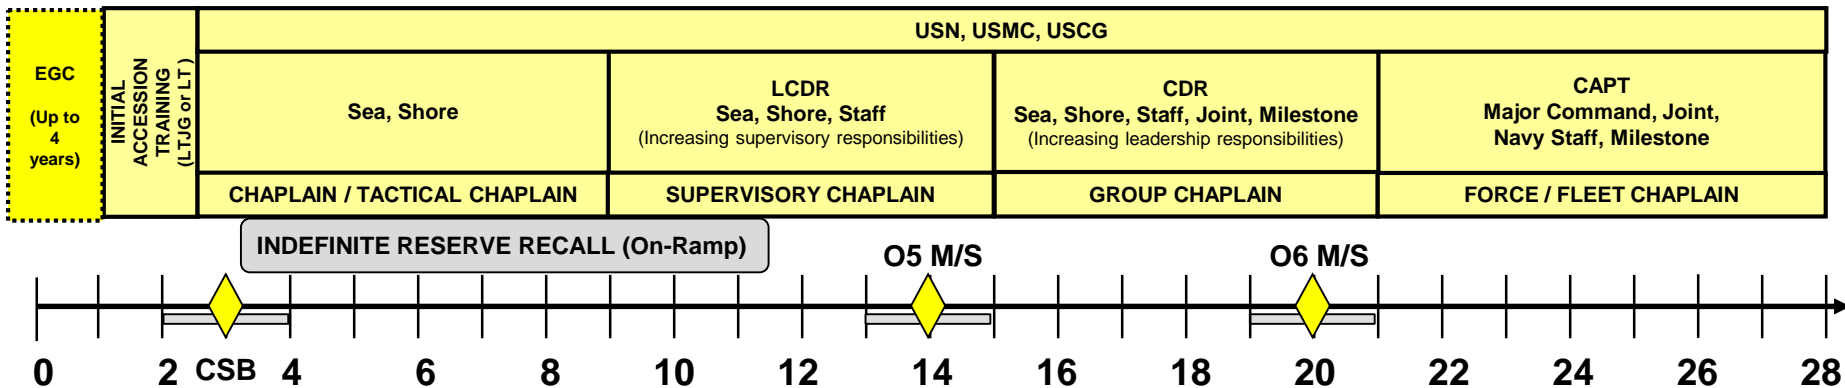 USN, USMC, USCG
EGC
(Up to
4
years)
INITIAL
ACCESSION
TRAINING
(LTJG or LT )
Sea, Shore
LCDR
Sea, Shore, Staff
(Increasing supervisory responsibilities)
CDR
Sea, Shore, Staff, Joint, Milestone
(Increasing leadership responsibilities)
CAPT
Major Command, Joint,
Navy Staff, Milestone
CHAPLAIN / TACTICAL CHAPLAIN
SUPERVISORY CHAPLAIN
GROUP CHAPLAIN
FORCE / FLEET CHAPLAIN
INDEFINITE RESERVE RECALL (On-Ramp)
O5 M/S
O6 M/S
0 2 CSB 4 6 8 10 12 14 16 18 20 22 24 26 28